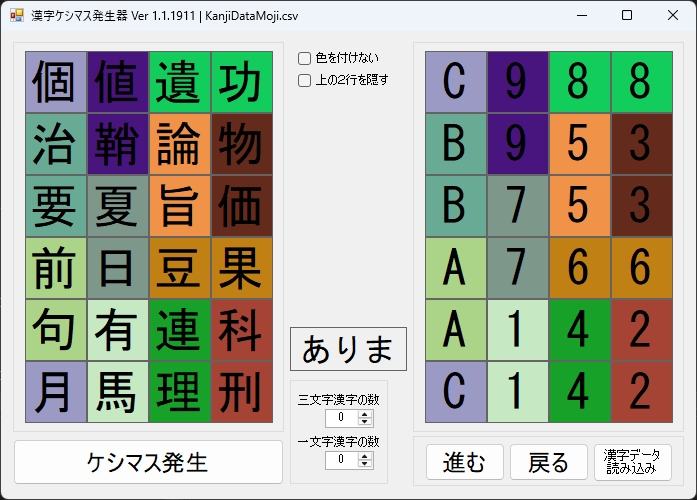 漢字ケシマス発生器 Ver 1.1.1911 | KanjiDataMoji.csv
個 値 遺 功
治 鞘 論 物
要 夏 旨 価
前 日 豆 果
句 有 連 科
月 馬 理 刑
色を付けない
上の2行を隠す
ありま
三文字漢字の数
0
一文字漢字の数
0
C 9 8 8
B 9 5 3
B 7 5 3
A 7 6 6
A 1 4 2
C 1 4 2
ケシマス発生
進む
戻る
漢字データ
読み込み